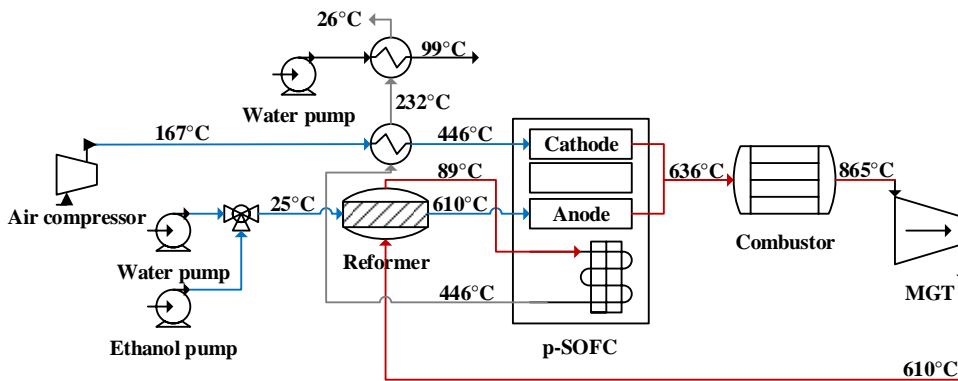 26°C
99°C
Water pump
232°C
167°C
446°C
Cathode
89°C
636°C
865°C
Air compressor
25°C
610°C
Anode
Reformer
Combustor
Water pump
446°C
MGT
Ethanol pump
p-SOFC
610°C